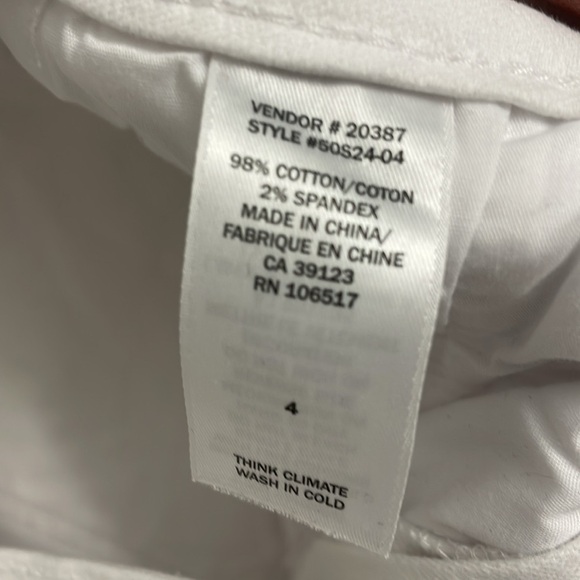 VENDOR # 20387
STYLE #50S24-04
98% COTTON/COTON
2% SPANDEX
MADE IN CHINA/
FABRIQUE EN CHINE
CA 39123
RN 106517
4
THINK CLIMATE
WASH IN COLD